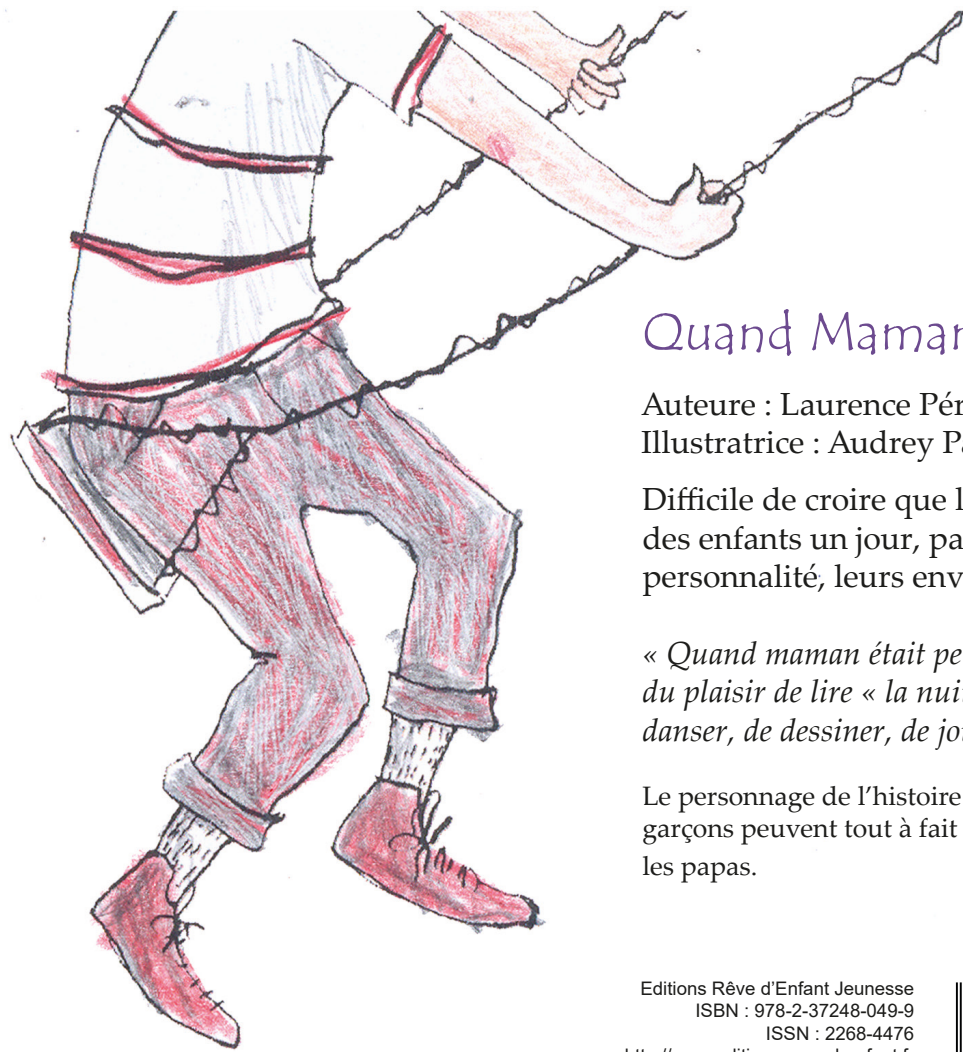 Quand Maman
Auteure : Laurence Pér
Illustratrice : Audrey Pa
Difficile de croire que l
des enfants un jour, pa
personnalité, leurs env
« Quand maman était pe
du plaisir de lire « la nui
danser, de dessiner, de jou
Le personnage de l’histoire
garçons peuvent tout à fait
les papas.
Editions Rêve d’Enfant Jeunesse
ISBN : 978-2-37248-049-9
ISSN : 2268-4476